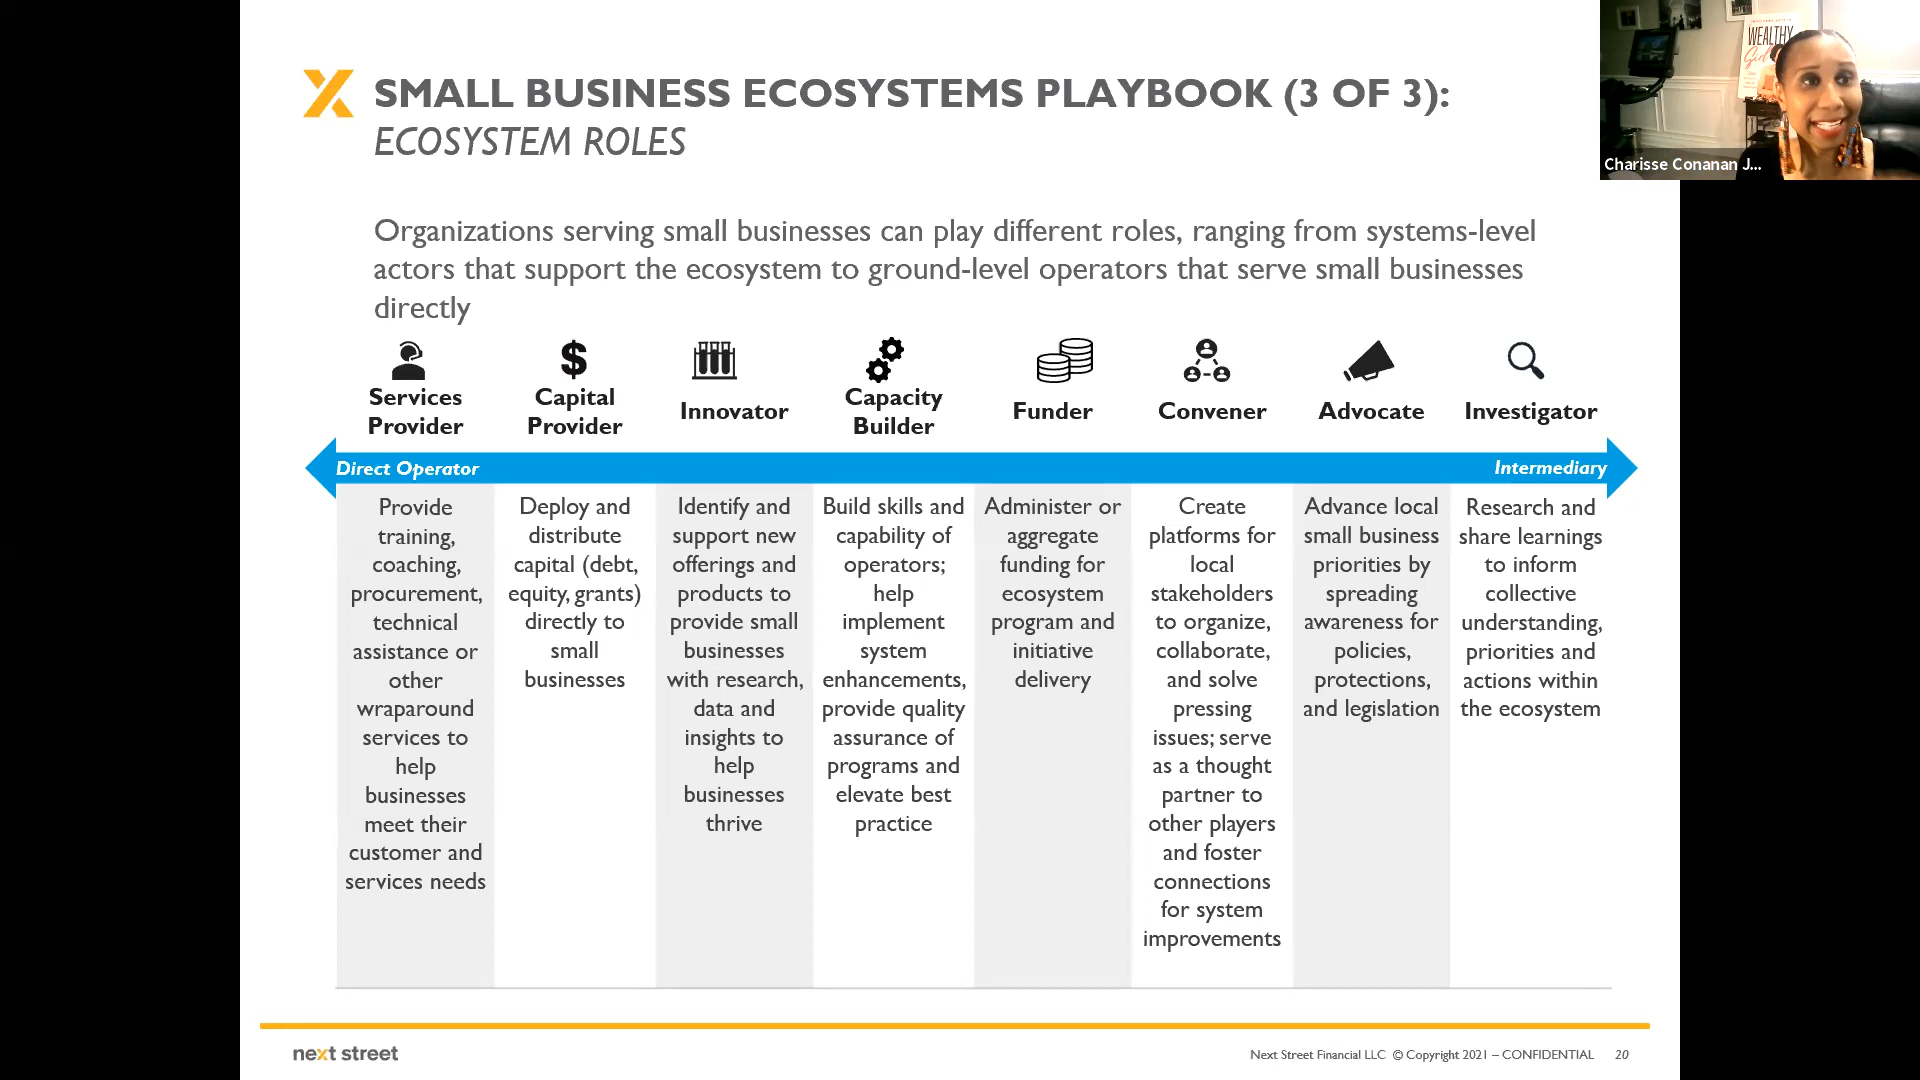 SMALL BUSINESS ECOSYSTEMS PLAYBOOK (3 OF 3):
ECOSYSTEM ROLES
WEALTHY
Girl
Charisse Conanan J...
Organizations serving small businesses can play different roles, ranging from systems-level
actors that support the ecosystem to ground-level operators that serve small businesses
directly
Services
Provider
Capital
Provider
Innovator
Capacity
Builder
Funder
Convener
Advocate
Investigator
Direct Operator
Intermediary
Provide
training,
coaching,
procurement,
technical
assistance or
other
wraparound
services to
help
businesses
meet their
customer and
services needs
Deploy and
distribute
capital (debt,
equity, grants)
directly to
small
businesses
Identify and
support new
offerings and
products to
provide small
businesses
with research,
data and
insights to
help
businesses
thrive
Build skills and
capability of
operators;
help
implement
system
enhancements,
provide quality
assurance of
programs and
elevate best
practice
Administer or
aggregate
funding for
ecosystem
program and
initiative
delivery
Create
platforms for
local
stakeholders
to organize,
collaborate,
and solve
pressing
issues; serve
as a thought
partner to
other players
and foster
connections
for system
improvements
Advance local
small business
priorities by
spreading
awareness for
policies,
protections,
and legislation
Research and
share learnings
to inform
collective
understanding,
priorities and
actions within
the ecosystem
next street
Next Street Financial LLC © Copyright 2021 – CONFIDENTIAL 20